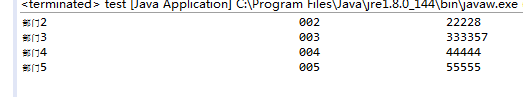 <terminated> test [Java Application] C:\Program Files\Java\jre1.8.0_144\bin\javaw.exe
部门2 002 22228
部门3 003 333357
部门4 004 44444
部门5 005 55555